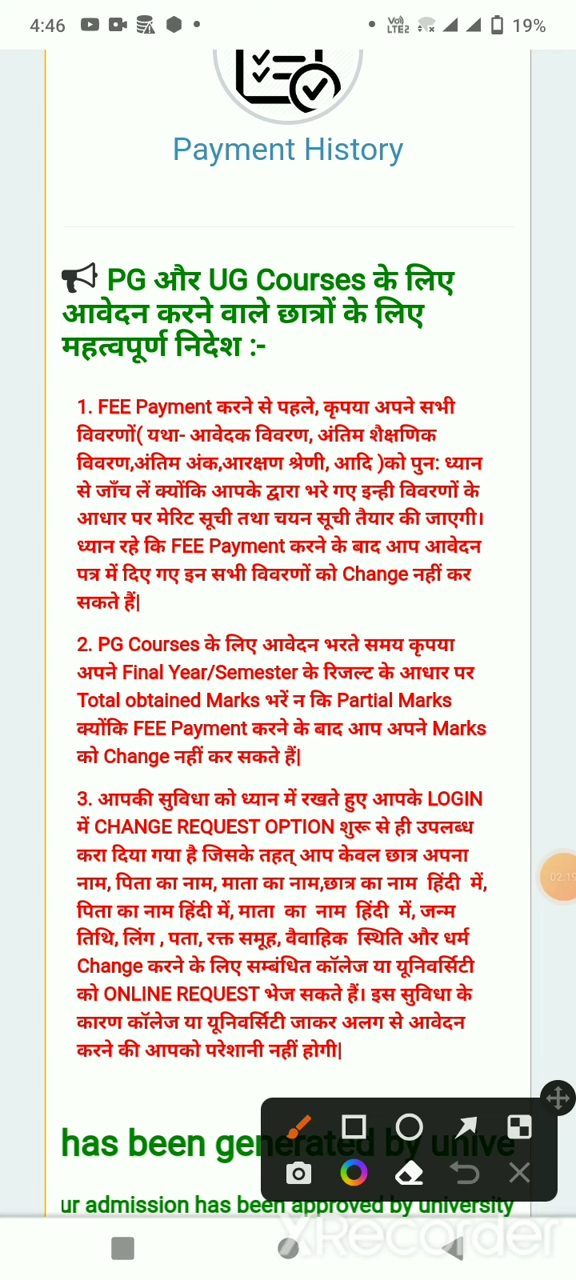 4:46
Vo)) LTE2
19%
Payment History
PG और UG Courses के लिए
आवेदन करने वाले छात्रों के लिए
महत्वपूर्ण निदेश :-
1. FEE Payment करने से पहले, कृपया अपने सभी
विवरणों( यथा- आवेदक विवरण, अंतिम शैक्षणिक
विवरण,अंतिम अंक,आरक्षण श्रेणी, आदि )को पुन: ध्यान
से जाँच लें क्योंकि आपके द्वारा भरे गए इन्ही विवरणों के
आधार पर मेरिट सूची तथा चयन सूची तैयार की जाएगी।
ध्यान रहे कि FEE Payment करने के बाद आप आवेदन
पत्र में दिए गए इन सभी विवरणों को Change नहीं कर
सकते हैं|
2. PG Courses के लिए आवेदन भरते समय कृपया
अपने Final Year/Semester के रिजल्ट के आधार पर
Total obtained Marks भरें न कि Partial Marks
क्योंकि FEE Payment करने के बाद आप अपने Marks
को Change नहीं कर सकते हैं|
3. आपकी सुविधा को ध्यान में रखते हुए आपके LOGIN
में CHANGE REQUEST OPTION शुरू से ही उपलब्ध
करा दिया गया है जिसके तहत् आप केवल छात्र अपना
नाम, पिता का नाम, माता का नाम,छात्र का नाम हिंदी में,
पिता का नाम हिंदी में, माता का नाम हिंदी में, जन्म
तिथि, लिंग , पता, रक्त समूह, वैवाहिक स्थिति और धर्म
Change करने के लिए सम्बंधित कॉलेज या यूनिवर्सिटी
को ONLINE REQUEST भेज सकते हैं। इस सुविधा के
कारण कॉलेज या यूनिवर्सिटी जाकर अलग से आवेदन
करने की आपको परेशानी नहीं होगी|
02:19
has been generated by unive
ur admission has been approved by university
XRecorder